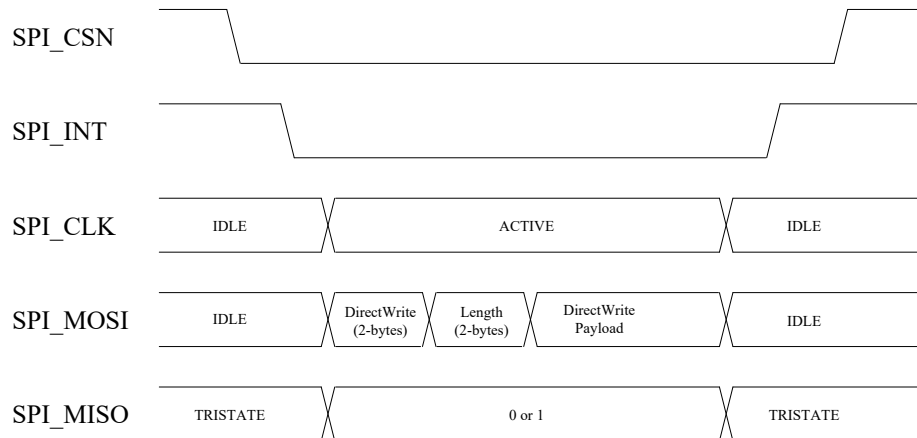 SPI_CSN
SPI_INT
SPI_CLK
IDLE
ACTIVE
IDLE
SPI_MOSI
IDLE
DirectWrite
(2-bytes)
Length
(2-bytes)
DirectWrite
Payload
IDLE
SPI_MISO
TRISTATE
0 or 1
TRISTATE